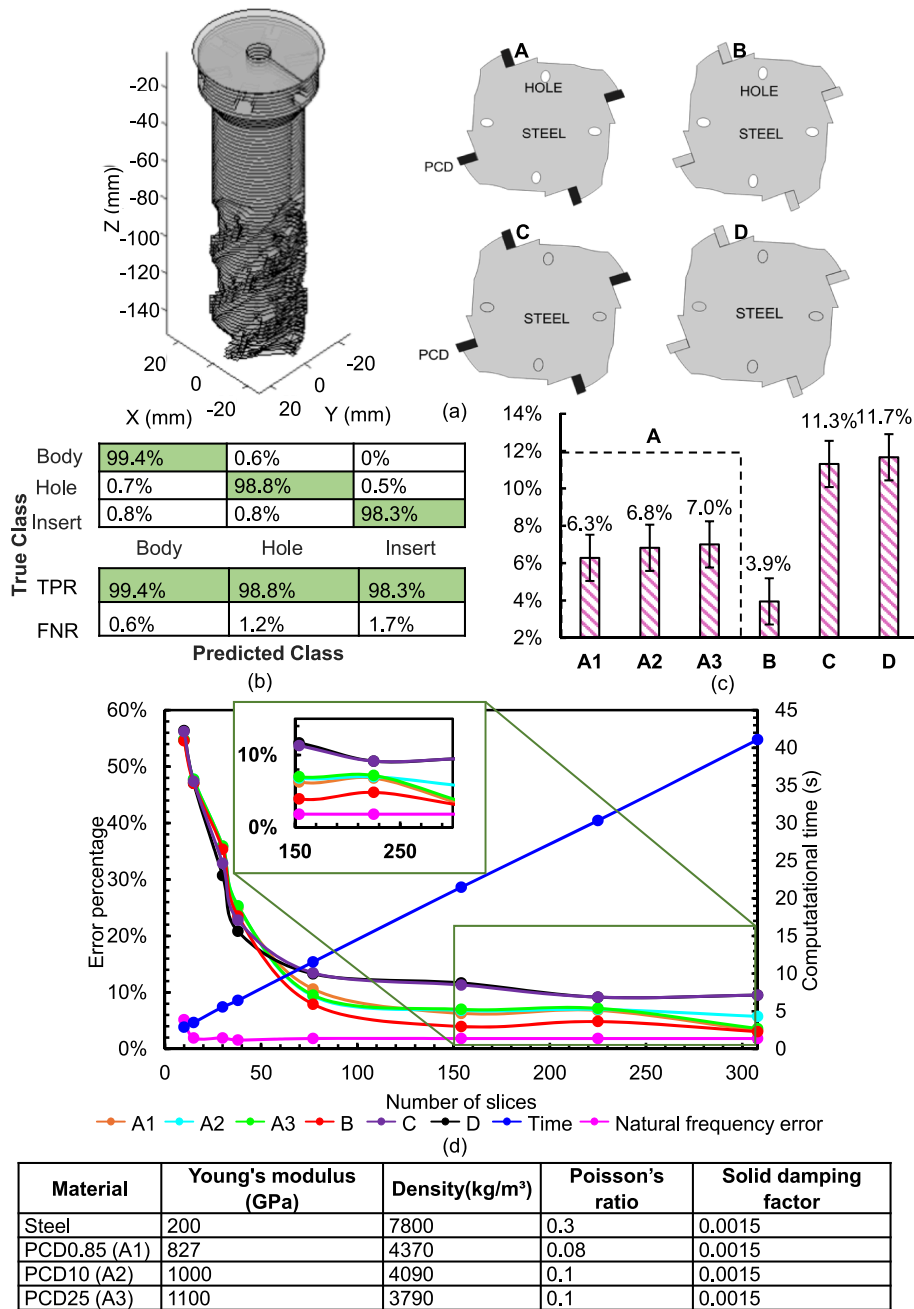 -20
-40
-60
-80
-100
-120
-140
Z (mm)
20
0
-20
X (mm)
-20
0
20
Y (mm)
A
HOLE
STEEL
PCD
B
HOLE
STEEL
C
STEEL
PCD
D
STEEL
(a)
True Class
Body 99.4% 0.6% 0%
Hole 0.7% 98.8% 0.5%
Insert 0.8% 0.8% 98.3%
Body Hole Insert
TPR 99.4% 98.8% 98.3%
FNR 0.6% 1.2% 1.7%
Predicted Class
(b)
14%
12%
10%
8%
6%
4%
2%
A
6.3% 6.8% 7.0% 3.9% 11.3% 11.7%
A1 A2 A3 B C D
(c)
Error percentage
60%
50%
40%
30%
20%
10%
0%
10%
0%
150 250
45
40
35
30
25
20
15
10
5
0
Computatational time (s)
0 50 100 150 200 250 300
Number of slices
A1 A2 A3 B C D Time Natural frequency error
(d)
Material Young's modulus (GPa) Density(kg/m³) Poisson's ratio Solid damping factor
Steel 200 7800 0.3 0.0015
PCD0.85 (A1) 827 4370 0.08 0.0015
PCD10 (A2) 1000 4090 0.1 0.0015
PCD25 (A3) 1100 3790 0.1 0.0015